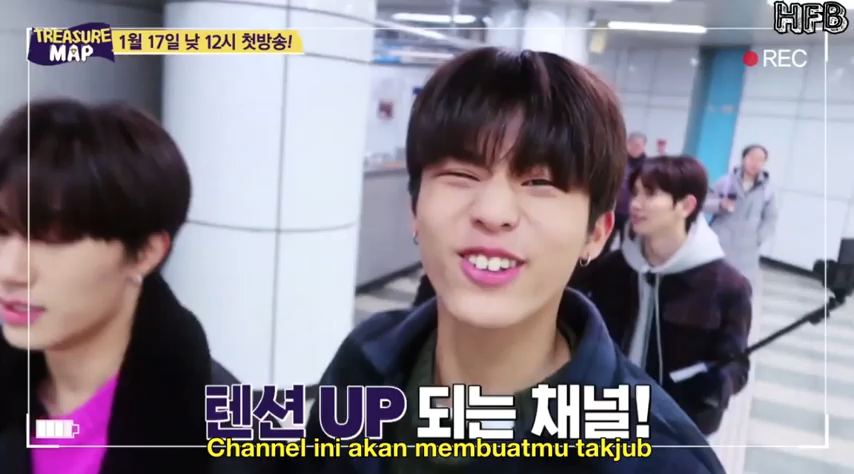 TREASURE
MAP
1월 17일 낮 12시 첫방송!
HFB
REC
텐션 UP 되는 채널!
Channel ini akan membuatmu takjub